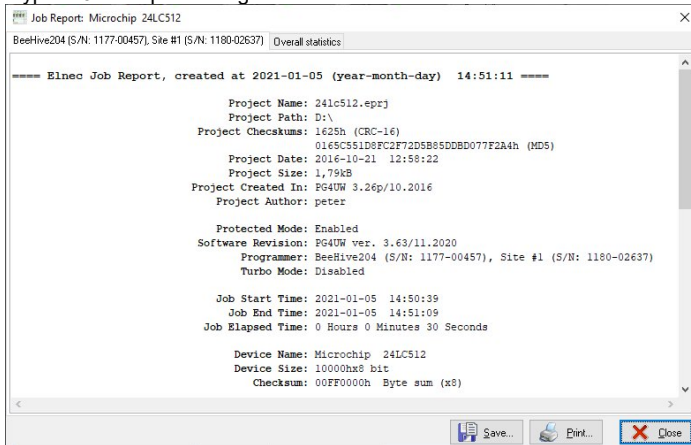 Job Report: Microchip 24LC512
BeeHive204 (S/N: 1177-00457), Site #1 (S/N: 1180-02637) Overall statistics
==== Elnec Job Report, created at 2021-01-05 (year-month-day) 14:51:11 ====
Project Name: 24lc512.eprj
Project Path: D:\
Project Checskums: 1625h (CRC-16)
0165C551D8FC2F72D5B85DDBD077F2A4h (MD5)
Project Date: 2016-10-21 12:58:22
Project Size: 1,79kB
Project Created In: PG4UW 3.26p/10.2016
Project Author: peter
Protected Mode: Enabled
Software Revision: PG4UW ver. 3.63/11.2020
Programmer: BeeHive204 (S/N: 1177-00457), Site #1 (S/N: 1180-02637)
Turbo Mode: Disabled
Job Start Time: 2021-01-05 14:50:39
Job End Time: 2021-01-05 14:51:09
Job Elapsed Time: 0 Hours 0 Minutes 30 Seconds
Device Name: Microchip 24LC512
Device Size: 10000hx8 bit
Checksum: 00FF0000h Byte sum (x8)
Save... Print... Close